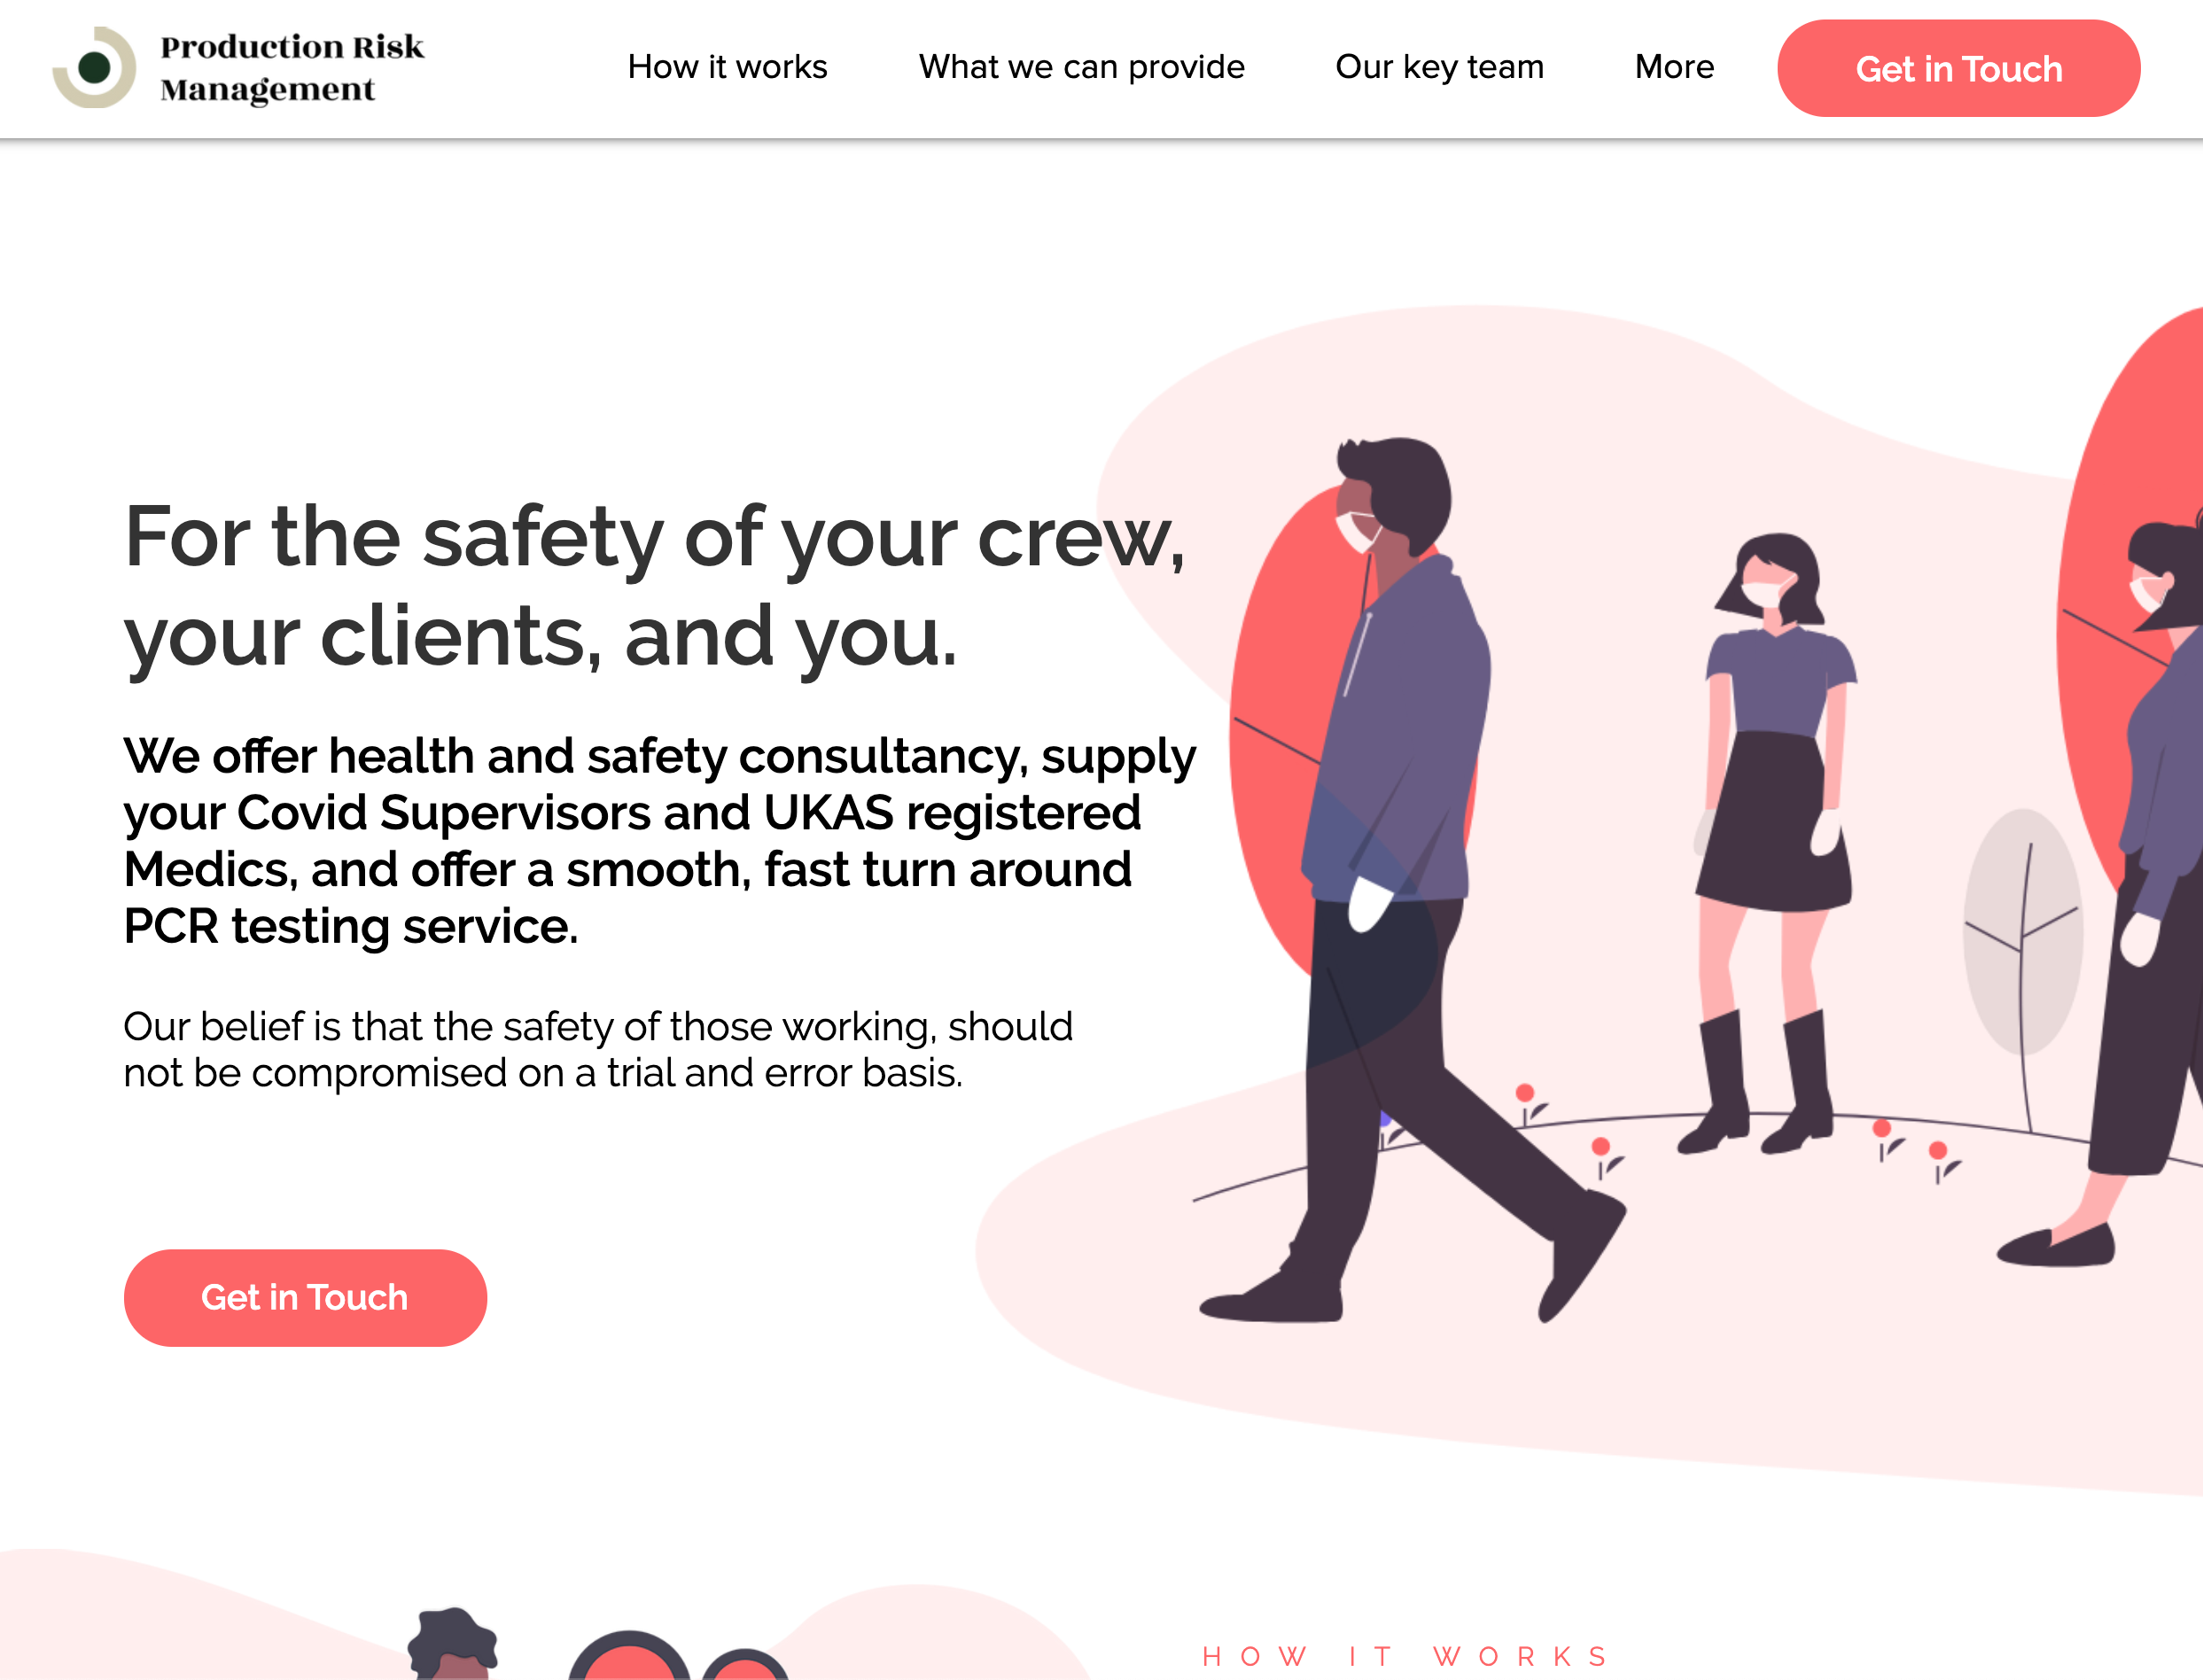 Production Risk
Management
How it works
What we can provide
Our key team
More
Get in Touch
For the safety of your crew,
your clients, and you.
We offer health and safety consultancy, supply
your Covid Supervisors and UKAS registered
Medics, and offer a smooth, fast turn around
PCR testing service.
Our belief is that the safety of those working, should
not be compromised on a trial and error basis.
Get in Touch
HOW IT WORKS